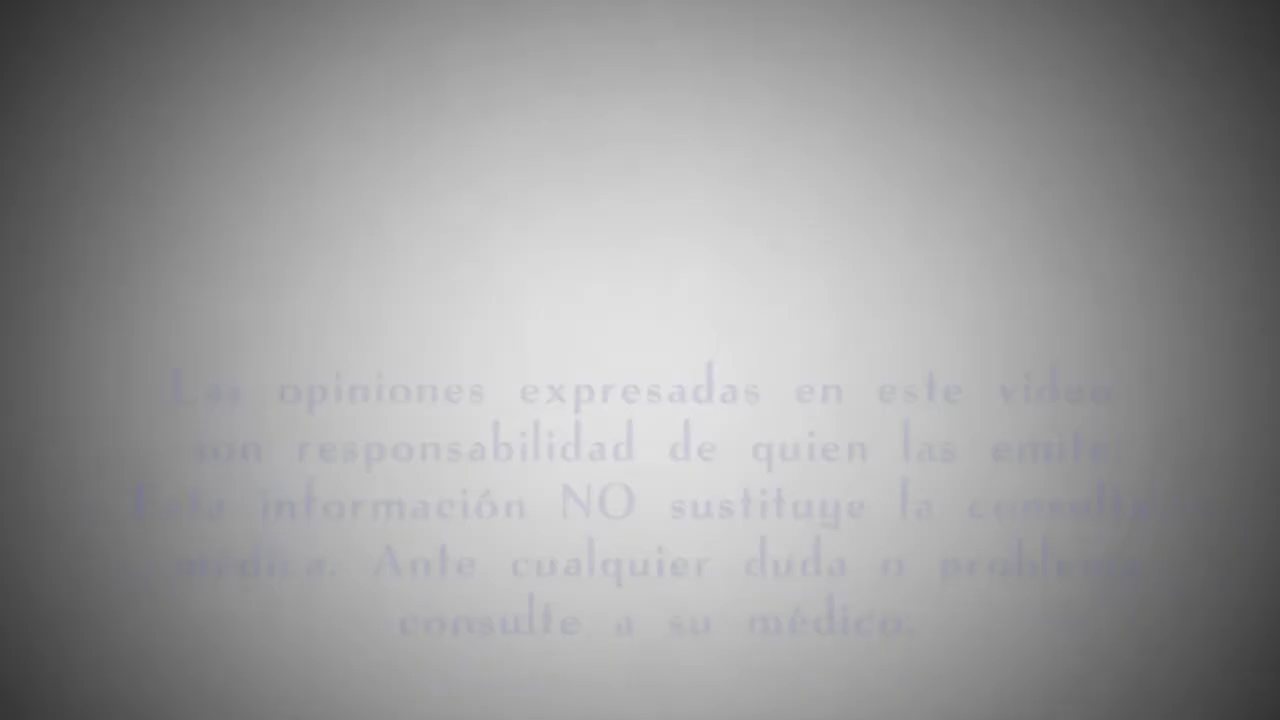 Las opiniones expresadas en este video
son responsabilidad de quien las emite.
Esta información NO sustituye la consulta
médica. Ante cualquier duda o problema
consulte a su médico.